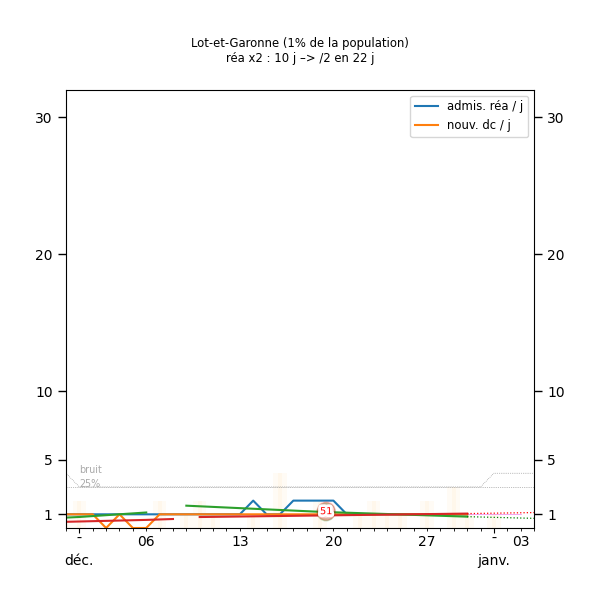 Lot-et-Garonne (1% de la population)
réa x2 : 10 j –> /2 en 22 j
admis. réa / j
nouv. dc / j
30 30
20 20
10 10
5 5
bruit
25%
1 51 1
- 06 13 20 27 - 03
déc. janv.